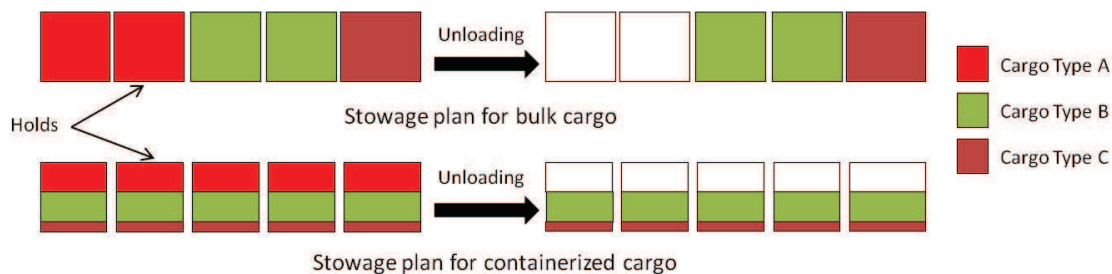 Unloading
Cargo Type A
Stowage plan for bulk cargo
Cargo Type B
Holds
Cargo Type C
Unloading
Stowage plan for containerized cargo